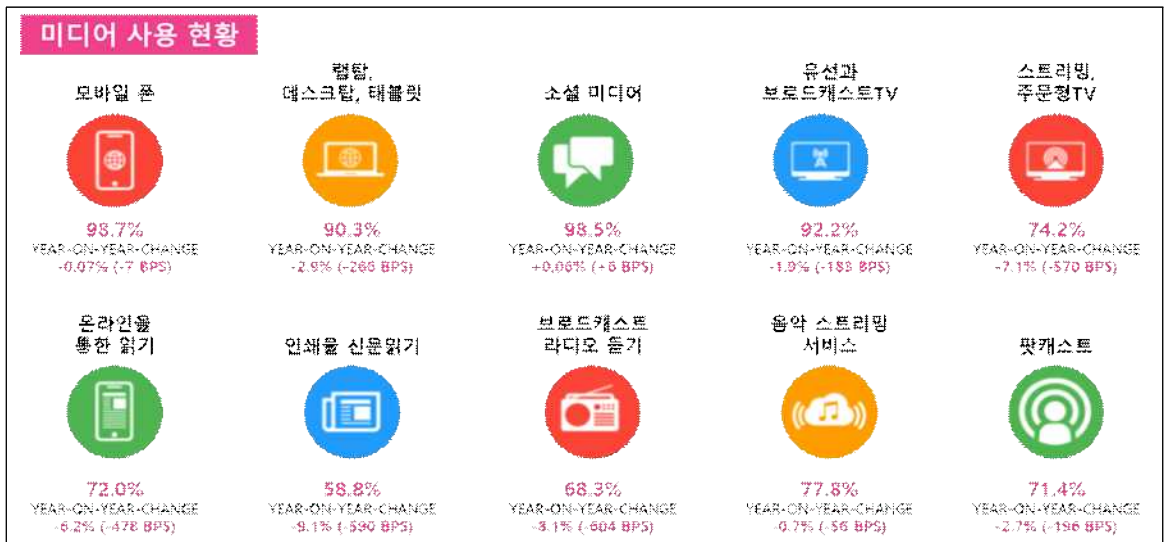 미디어 사용 현황
모바일 폰
랩탑,
데스크탑, 태블릿
소셜 미디어
유선과
브로드캐스트TV
스트리밍,
주문형TV
98.7%
YEAR-ON-YEAR-CHANGE
-0.07% (-7 BPS)
90.3%
YEAR-ON-YEAR-CHANGE
-2.9% (-266 BPS)
98.5%
YEAR-ON-YEAR-CHANGE
+0.06% (+6 BPS)
92.2%
YEAR-ON-YEAR-CHANGE
-1.9% (-183 BPS)
74.2%
YEAR-ON-YEAR-CHANGE
-7.1% (-570 BPS)
온라인을
통한 읽기
인쇄물 신문읽기
브로드캐스트
라디오 듣기
음악 스트리밍
서비스
팟캐스트
72.0%
YEAR-ON-YEAR-CHANGE
-6.2% (-478 BPS)
58.8%
YEAR-ON-YEAR-CHANGE
-9.1% (-590 BPS)
68.3%
YEAR-ON-YEAR-CHANGE
-8.1% (-604 BPS)
77.8%
YEAR-ON-YEAR-CHANGE
-0.7% (-56 BPS)
71.4%
YEAR-ON-YEAR-CHANGE
-2.7% (-196 BPS)